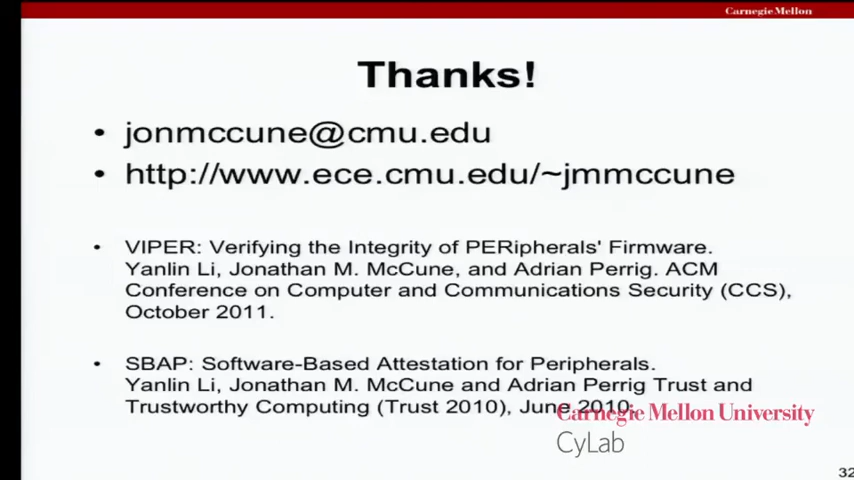 Carnegie Mellon
Thanks!
• jonmccune@cmu.edu
• http://www.ece.cmu.edu/~jmmccune
• VIPER: Verifying the Integrity of PERipherals' Firmware.
Yanlin Li, Jonathan M. McCune, and Adrian Perrig. ACM
Conference on Computer and Communications Security (CCS),
October 2011.
• SBAP: Software-Based Attestation for Peripherals.
Yanlin Li, Jonathan M. McCune and Adrian Perrig Trust and
Trustworthy Computing (Trust 2010), June 2010.
Carnegie Mellon University
CyLab
32